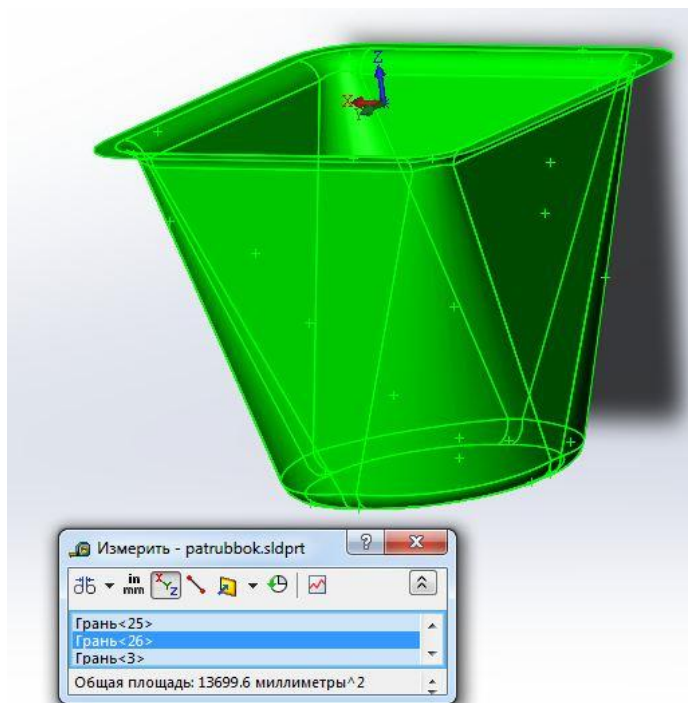 Z
X
Y
Измерить - patrubbok.sldprt
in
mm
X Y Z
Грань<25>
Грань<26>
Грань<3>
Общая площадь: 13699.6 миллиметры^2